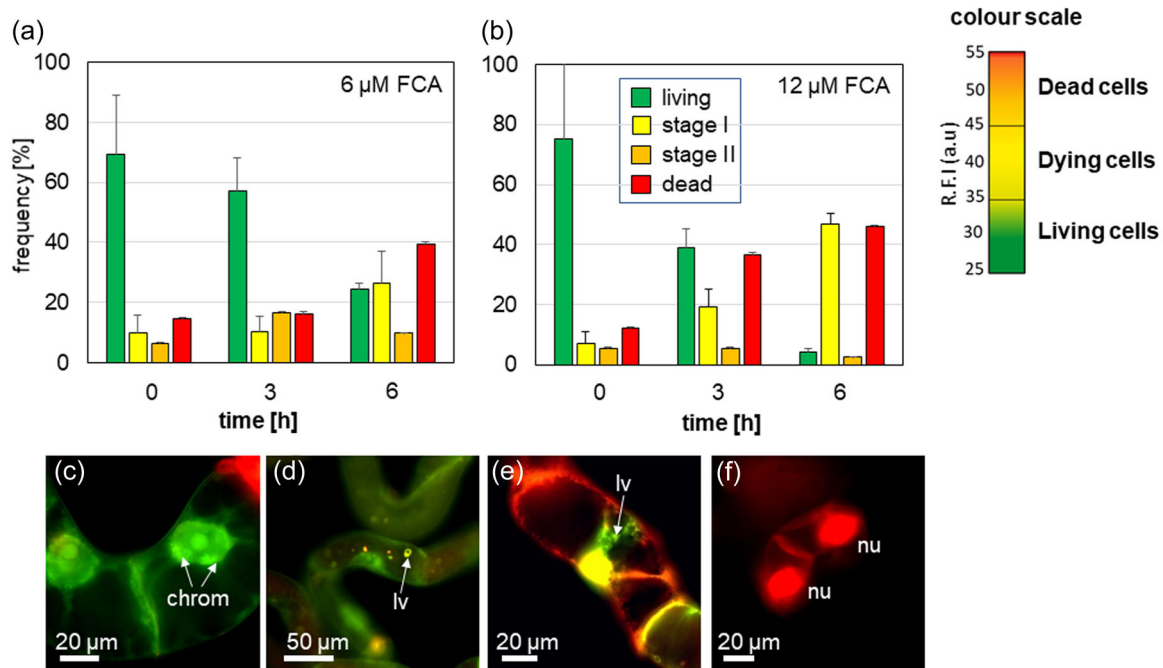 (a)
6 µM FCA
frequency [%]
100
80
60
40
20
0
0
3
6
time [h]
(b)
12 µM FCA
living
stage I
stage II
dead
100
80
60
40
20
0
0
3
6
time [h]
colour scale
R.F.I (a.u)
55
50
45
40
35
30
25
Dead cells
Dying cells
Living cells
(c)
chrom
20 µm
(d)
lv
50 µm
(e)
lv
20 µm
(f)
nu
nu
20 µm